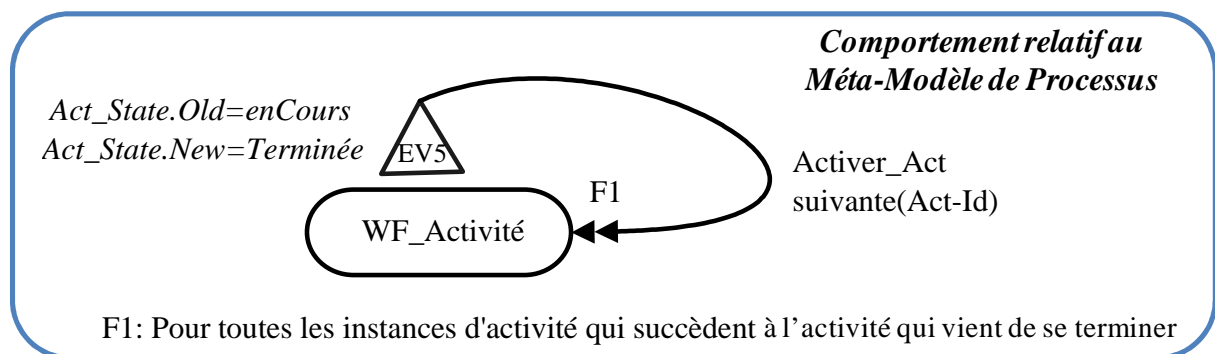 Comportement relatif au
Méta-Modèle de Processus
Act_State.Old=enCours
Act_State.New=Terminée
EV5
Activer_Act
suivante(Act-Id)
F1
WF_Activité
F1: Pour toutes les instances d'activité qui succèdent à l’activité qui vient de se terminer